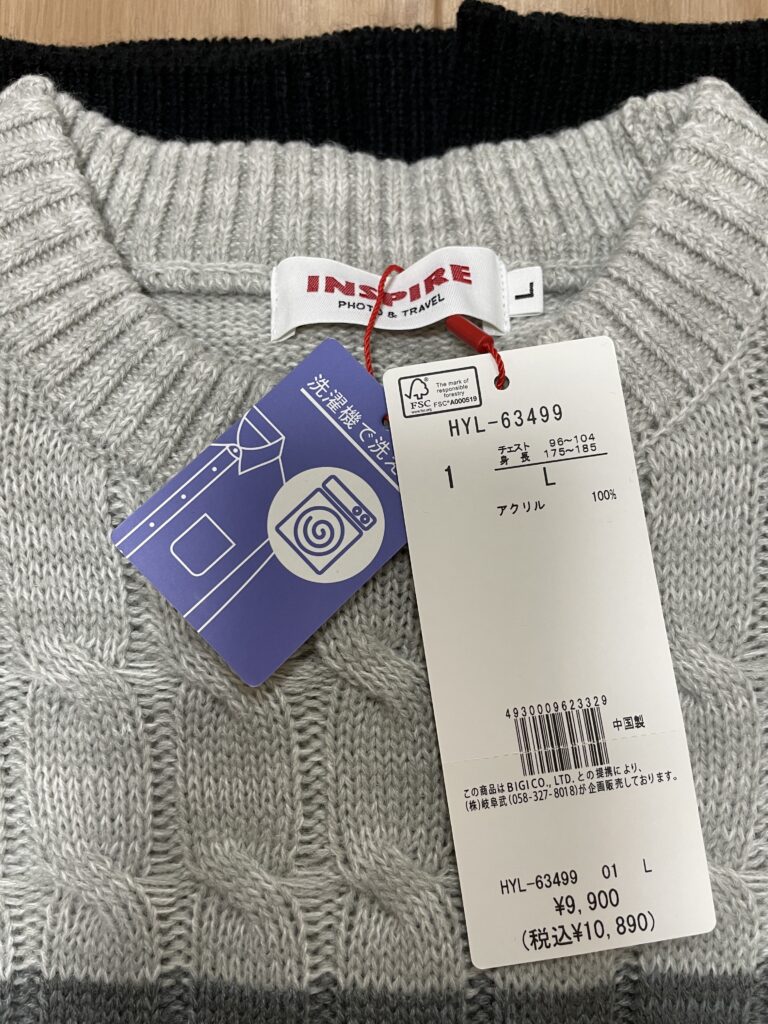 INSPIRE
PHOTO & TRAVEL
L
洗濯機で洗え
FSC
www.fsc.org
The mark of
responsible
forestry
FSC® A000519
HYL-63499
チェスト 96~104
身長 175~185
1 L
アクリル 100%
4930009623329
中国製
この商品はBIGI CO., LTD. との提携により、
(株)岐阜武(058-327-8018)が企画販売しております。
HYL-63499 01 L
¥9,900
(税込¥10,890)